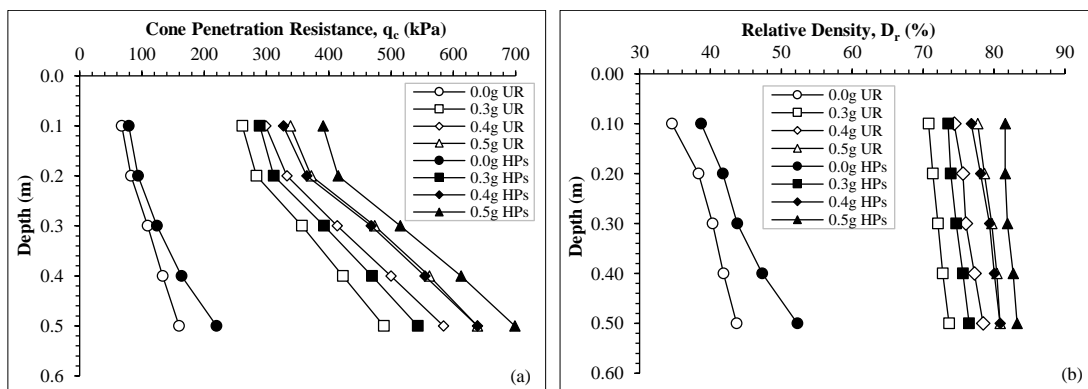 Cone Penetration Resistance, qc (kPa)
0 100 200 300 400 500 600 700
0.0
0.1
0.2
0.3
0.4
0.5
0.6
Depth (m)
0.0g UR
0.3g UR
0.4g UR
0.5g UR
0.0g HPs
0.3g HPs
0.4g HPs
0.5g HPs
(a)
Relative Density, Dr (%)
30 40 50 60 70 80 90
0.00
0.10
0.20
0.30
0.40
0.50
0.60
Depth (m)
0.0g UR
0.3g UR
0.4g UR
0.5g UR
0.0g HPs
0.3g HPs
0.4g HPs
0.5g HPs
(b)